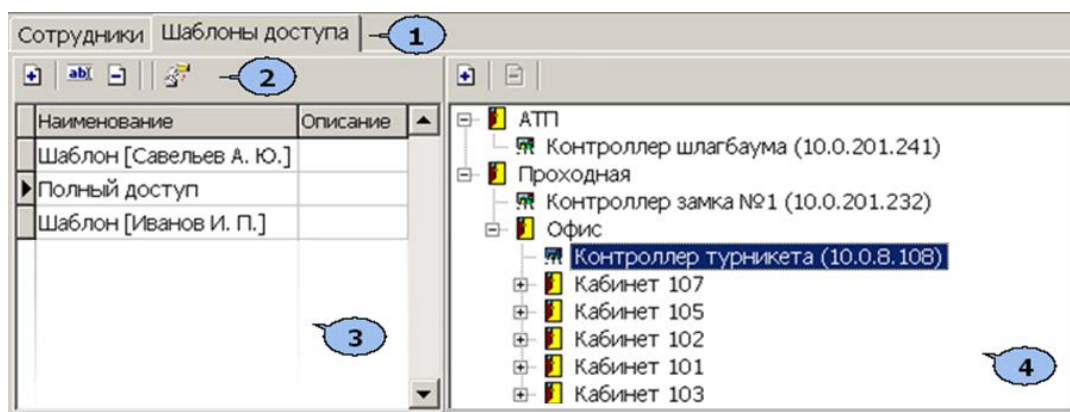 Сотрудники Шаблоны доступа 1
abl 2
Наименование Описание
Шаблон [Савельев А. Ю.]
Полный доступ
Шаблон [Иванов И. П.]
3
АТП
Контроллер шлагбаума (10.0.201.241)
Проходная
Контроллер замка №1 (10.0.201.232)
Офис
Контроллер турникета (10.0.8.108)
Кабинет 107
Кабинет 105
Кабинет 102
Кабинет 101
Кабинет 103
4